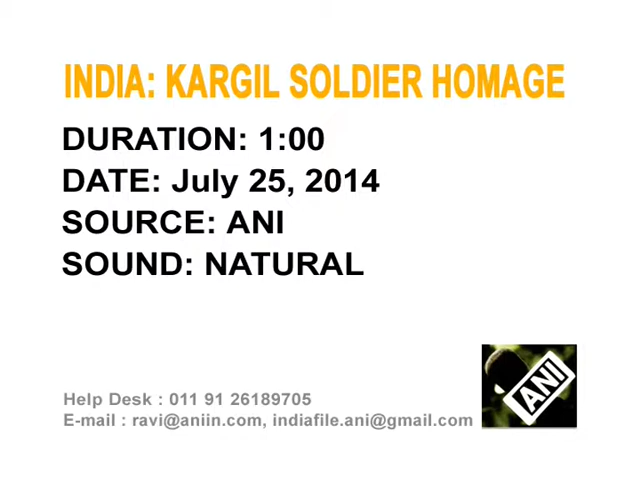 INDIA: KARGIL SOLDIER HOMAGE
DURATION: 1:00
DATE: July 25, 2014
SOURCE: ANI
SOUND: NATURAL
ANI
Help Desk : 011 91 26189705
E-mail : ravi@aniin.com, indiafile.ani@gmail.com